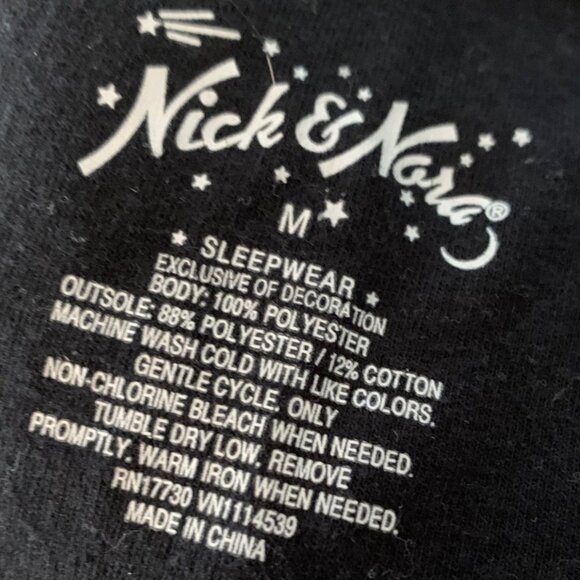 Nick & Nora®
M
SLEEPWEAR
EXCLUSIVE OF DECORATION
BODY: 100% POLYESTER
OUTSOLE: 88% POLYESTER / 12% COTTON
MACHINE WASH COLD WITH LIKE COLORS.
GENTLE CYCLE. ONLY
NON-CHLORINE BLEACH WHEN NEEDED.
TUMBLE DRY LOW. REMOVE
PROMPTLY. WARM IRON WHEN NEEDED.
RN17730 VN1114539
MADE IN CHINA